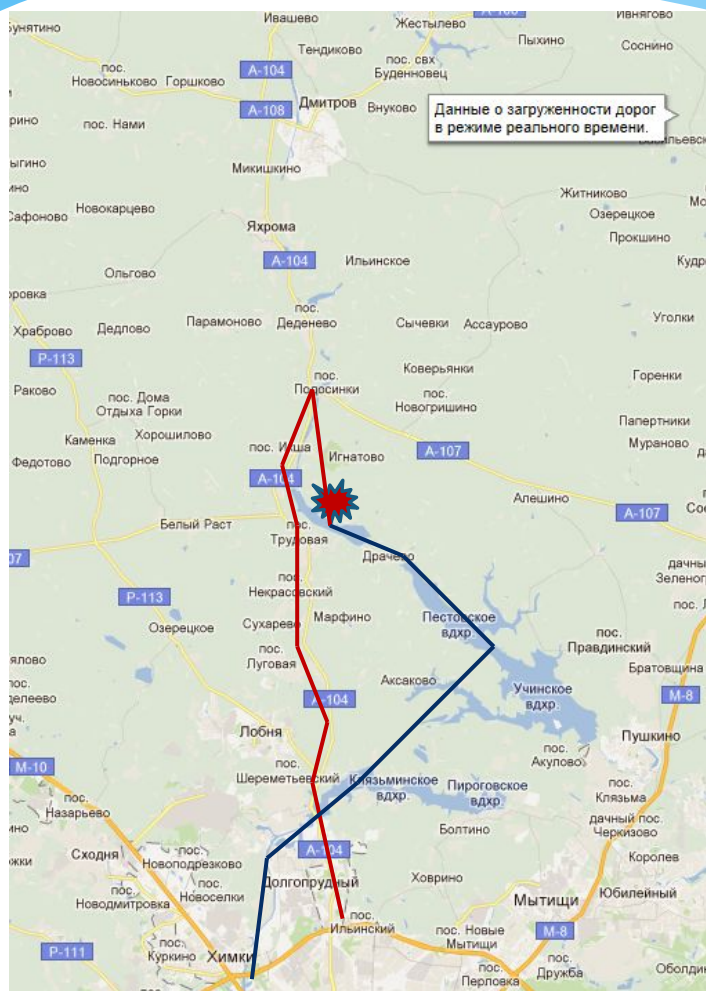 Ивашево
Жестылево
Ивнягово
Бунятино
Пыхино
Соснино
Тендиково
пос. свх
Буденновец
пос.
Новосиньково
Горшково
А-104
А-108
Дмитров
Внуково
Данные о загруженности дорог
в режиме реального времени.
пос. Нами
Микишкино
Житниково
Озерецкое
Прокшино
Сафоново
Новокарцево
Яхрома
А-104
Ильинское
Ольгово
пос.
Деденево
Парамоново
Сычевки
Ассаурово
Уголки
Храброво
Дедлово
Р-113
Раково
Коверьянки
Горенки
пос.
пос.
Новогришино
пос. Дома
Отдыха Горки
Папертники
Каменка
Хорошилово
Мураново
Федотово
Подгорное
Игнатово
А-107
А-104
Алешино
А-107
Белый Раст
пос.
Трудовая
Драчево
пос.
Некрасовский
Р-113
Озерецкое
Сухарево
Марфино
Пестовское
вдхр.
пос.
Правдинский
пос.
Луговая
Братовщина
Аксаково
А-104
Учинское
вдхр.
М-8
Лобня
Пушкино
пос.
Акулово
М-10
пос.
Шереметьевский
Клязьминское
вдхр.
Пироговское
вдхр.
пос.
Клязьма
пос.
Назарьево
дачный пос.
Черкизово
Болтино
Сходня
пос.
Новоподрезково
А-104
Королев
Долгопрудный
Ховрино
пос.
Новодмитровка
пос.
Новоселки
Мытищи
Юбилейный
пос.
Ильинский
пос. Новые
Мытищи
М-8
Р-111
пос.
Куркино
Химки
пос.
Перловка
пос.
Дружба